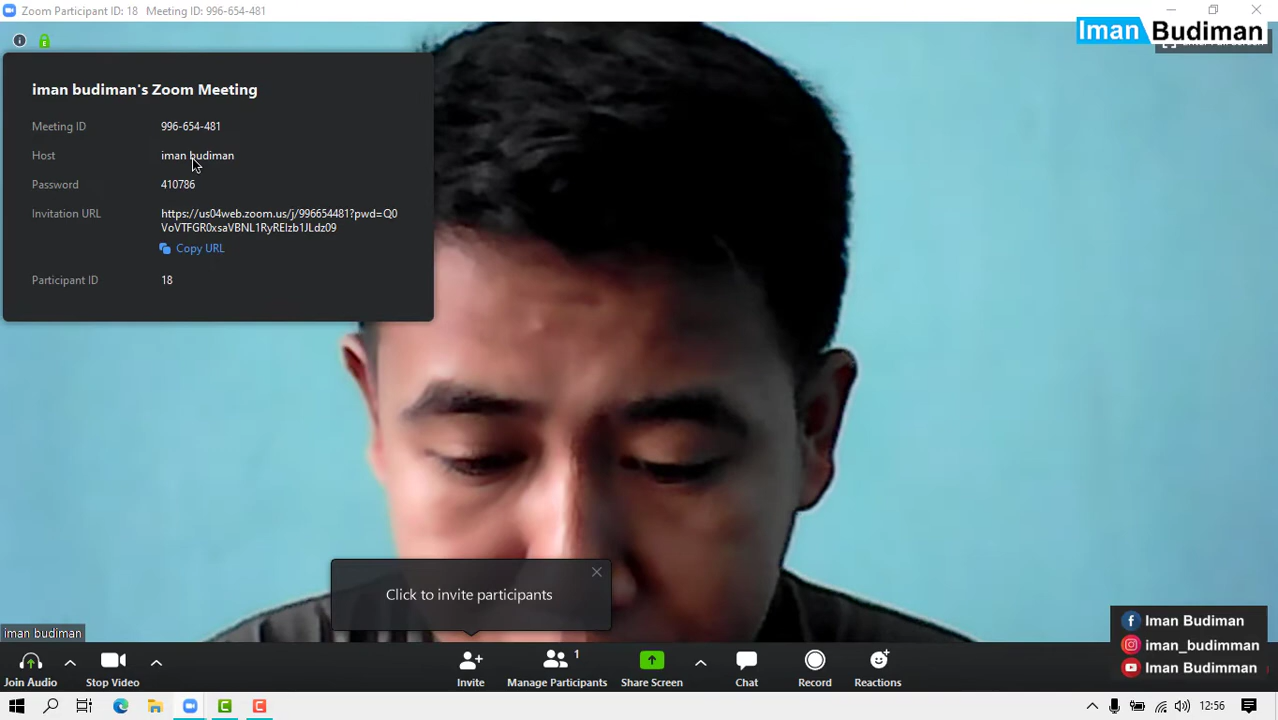 Zoom Participant ID: 18 Meeting ID: 996-654-481
Iman Budiman
iman budiman's Zoom Meeting
Meeting ID 996-654-481
Host iman budiman
Password 410786
Invitation URL https://us04web.zoom.us/j/996654481?pwd=Q0
VoVTFGR0xsaVBNL1RyRElzb1JLdz09
Copy URL
Participant ID 18
Click to invite participants
iman budiman
Iman Budiman
iman_budimman
Iman Budimman
Join Audio
Stop Video
Invite
1
Manage Participants
Share Screen
Chat
Record
Reactions
12:56